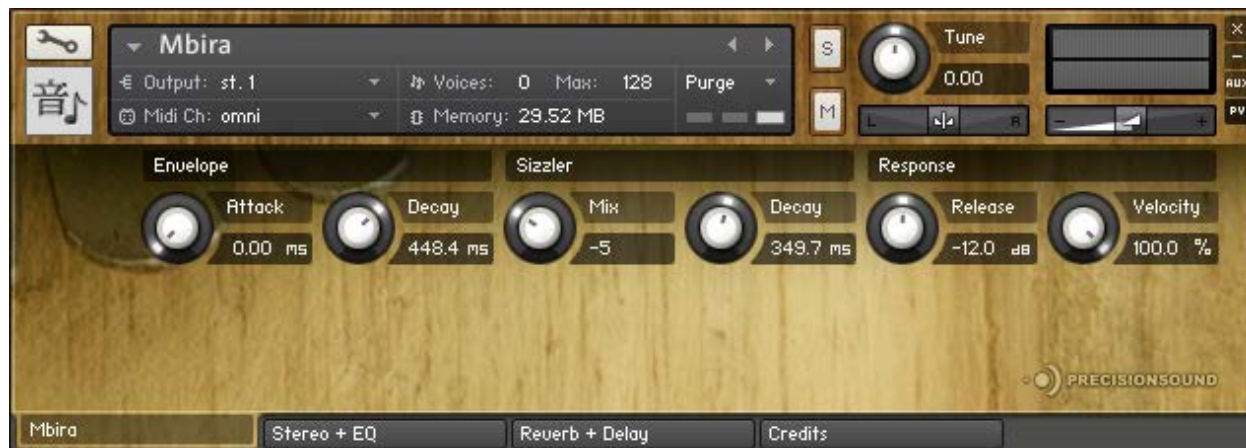 Mbira
S
Tune
Output: st. 1
Voices: 0 Max: 128
Purge
0.00
AUX
音
Midi Ch: omni
Memory: 29.52 MB
M
L
R
-
+
PV
Envelope
Sizzler
Response
Attack
Decay
Mix
Decay
Release
Velocity
0.00 ms
448.4 ms
-5
349.7 ms
-12.0 dB
100.0 %
PRECISIONSOUND
Mbira
Stereo + EQ
Reverb + Delay
Credits